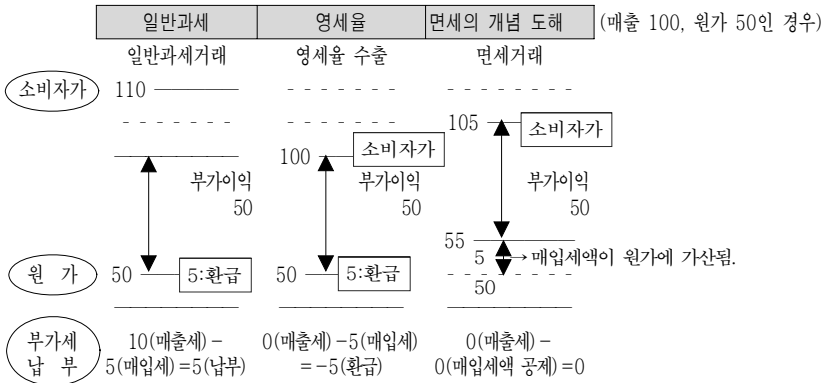 일반과세 영세율 면세의 개념 도해 (매출 100, 원가 50인 경우)
일반과세거래 영세율 수출 면세거래
소비자가 110
105 소비자가
100 소비자가
부가이익 부가이익 부가이익
50 50 50
55
5 → 매입세액이 원가에 가산됨.
원 가 50 5:환급 50 5:환급
50
부가세 10(매출세)- 0(매출세)-5(매입세) 0(매출세)-
납 부 5(매입세)=5(납부) =-5(환급) 0(매입세액 공제)=0